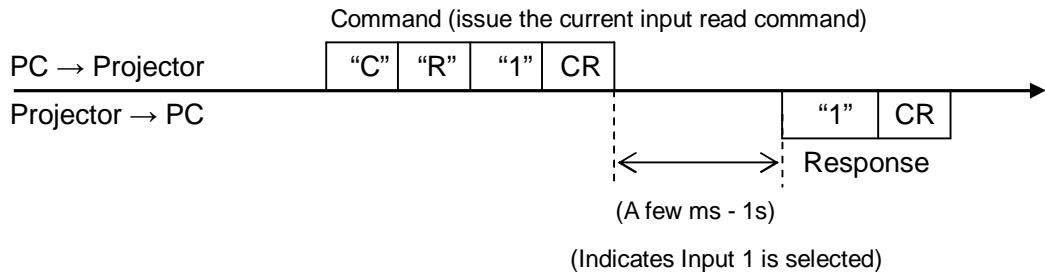 Command (issue the current input read command)
PC → Projector
“C” “R” “1” CR
Projector → PC
“1” CR
Response
(A few ms - 1s)
(Indicates Input 1 is selected)